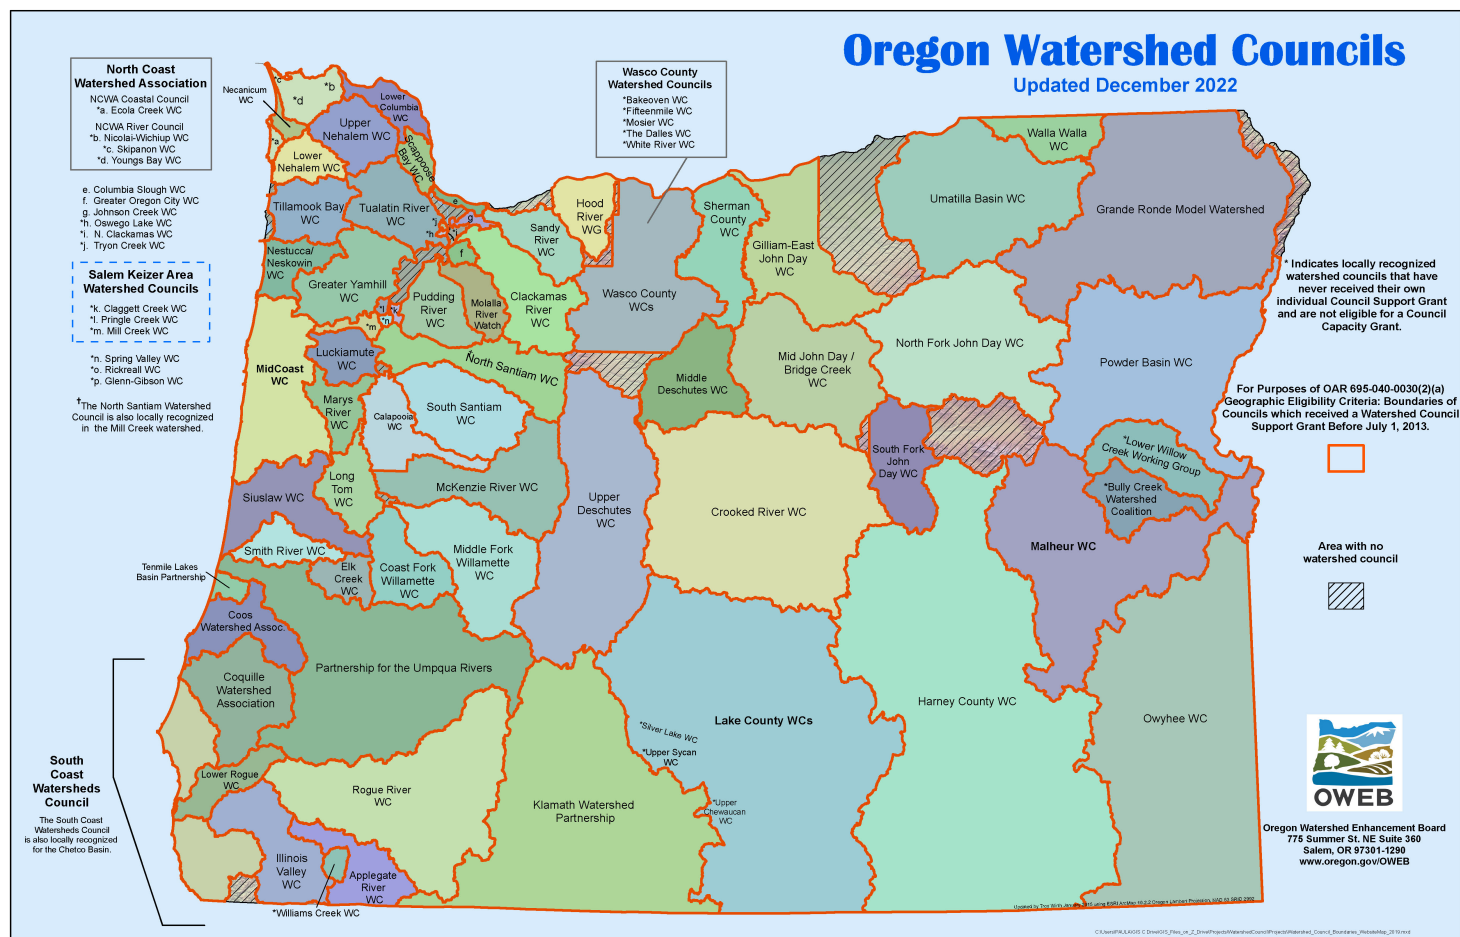 Oregon Watershed Councils
Updated December 2022
North Coast
Watershed Association
NCWA Coastal Council
*a. Ecola Creek WC
NCWA River Council
*b. Nicolai-Wichiup WC
*c. Skipanon WC
*d. Youngs Bay WC
e. Columbia Slough WC
f. Greater Oregon City WC
g. Johnson Creek WC
*h. Oswego Lake WC
*i. N. Clackamas WC
*j. Tryon Creek WC
Salem Keizer Area
Watershed Councils
*k. Claggett Creek WC
*l. Pringle Creek WC
*m. Mill Creek WC
*n. Spring Valley WC
*o. Rickreall WC
*p. Glenn-Gibson WC
†The North Santiam Watershed
Council is also locally recognized
in the Mill Creek watershed.
Wasco County
Watershed Councils
*Bakeoven WC
*Fifteenmile WC
*Mosier WC
*The Dalles WC
*White River WC
Necanicum
WC
*c
*d
*b
*a
Lower
Columbia
WC
Upper
Nehalem WC
Scappoose
Bay WC
Lower
Nehalem WC
Tillamook Bay
WC
Tualatin River
WC
e
g
*j
*h
*i
f
Nestucca/
Neskowin
WC
Greater Yamhill
WC
Sandy
River
WC
Hood
River
WG
Pudding
River
WC
Molalla
River
Watch
Clackamas
River
WC
*l
*k
*n
*m
Wasco County
WCs
Sherman
County
WC
Gilliam-East
John Day
WC
Umatilla Basin WC
Walla Walla
WC
Grande Ronde Model Watershed
MidCoast
WC
Luckiamute
WC
†
North Santiam WC
Marys
River
WC
Calapooia
WC
South Santiam
WC
Middle
Deschutes WC
Mid John Day /
Bridge Creek
WC
North Fork John Day WC
Powder Basin WC
South Fork
John
Day WC
*Lower Willow
Creek Working Group
*Bully Creek
Watershed
Coalition
Siuslaw WC
Long
Tom
WC
McKenzie River WC
Upper
Deschutes
WC
Crooked River WC
Malheur WC
Smith River WC
Elk
Creek
WC
Coast Fork
Willamette
WC
Middle Fork
Willamette
WC
Tenmile Lakes
Basin Partnership
Coos
Watershed Assoc.
Partnership for the Umpqua Rivers
Coquille
Watershed
Association
Lake County WCs
*Silver Lake WC
*Upper Sycan
WC
*Upper
Chewaucan
WC
Harney County WC
Owyhee WC
Lower Rogue
WC
Rogue River
WC
Klamath Watershed
Partnership
Illinois
Valley
WC
Applegate
River
WC
*Williams Creek WC
South
Coast
Watersheds
Council
The South Coast
Watersheds Council
is also locally recognized
for the Chetco Basin.
* Indicates locally recognized
watershed councils that have
never received their own
individual Council Support Grant
and are not eligible for a Council
Capacity Grant.
For Purposes of OAR 695-040-0030(2)(a)
Geographic Eligibility Criteria: Boundaries of
Councils which received a Watershed Council
Support Grant Before July 1, 2013.
Area with no
watershed council
OWEB
Oregon Watershed Enhancement Board
775 Summer St. NE Suite 360
Salem, OR 97301-1290
www.oregon.gov/OWEB